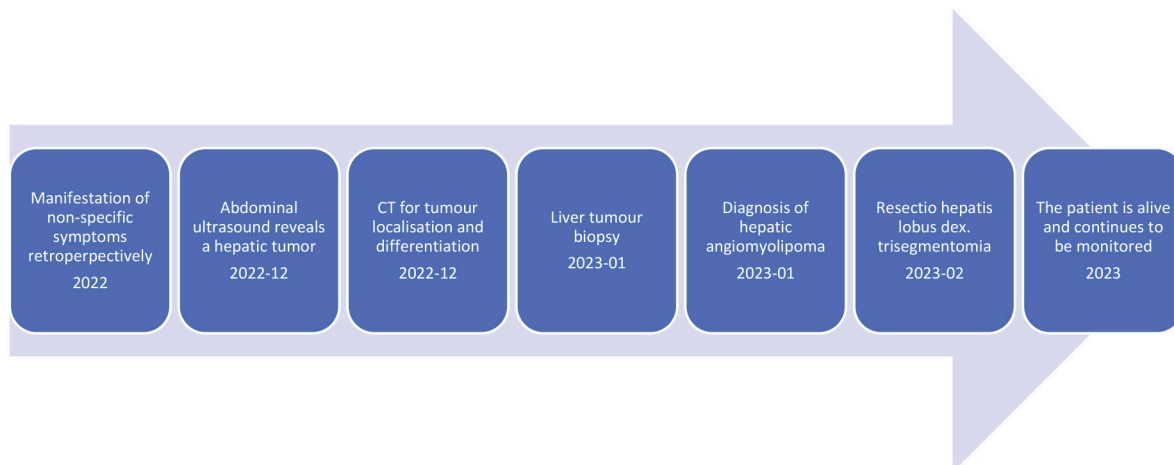 Manifestation of
non-specific
symptoms
retroperpectively
2022
Abdominal
ultrasound reveals
a hepatic tumor
2022-12
CT for tumour
localisation and
differentiation
2022-12
Liver tumour
biopsy
2023-01
Diagnosis of
hepatic
angiomyolipoma
2023-01
Resectio hepatis
lobus dex.
trisegmentomia
2023-02
The patient is alive
and continues to
be monitored
2023